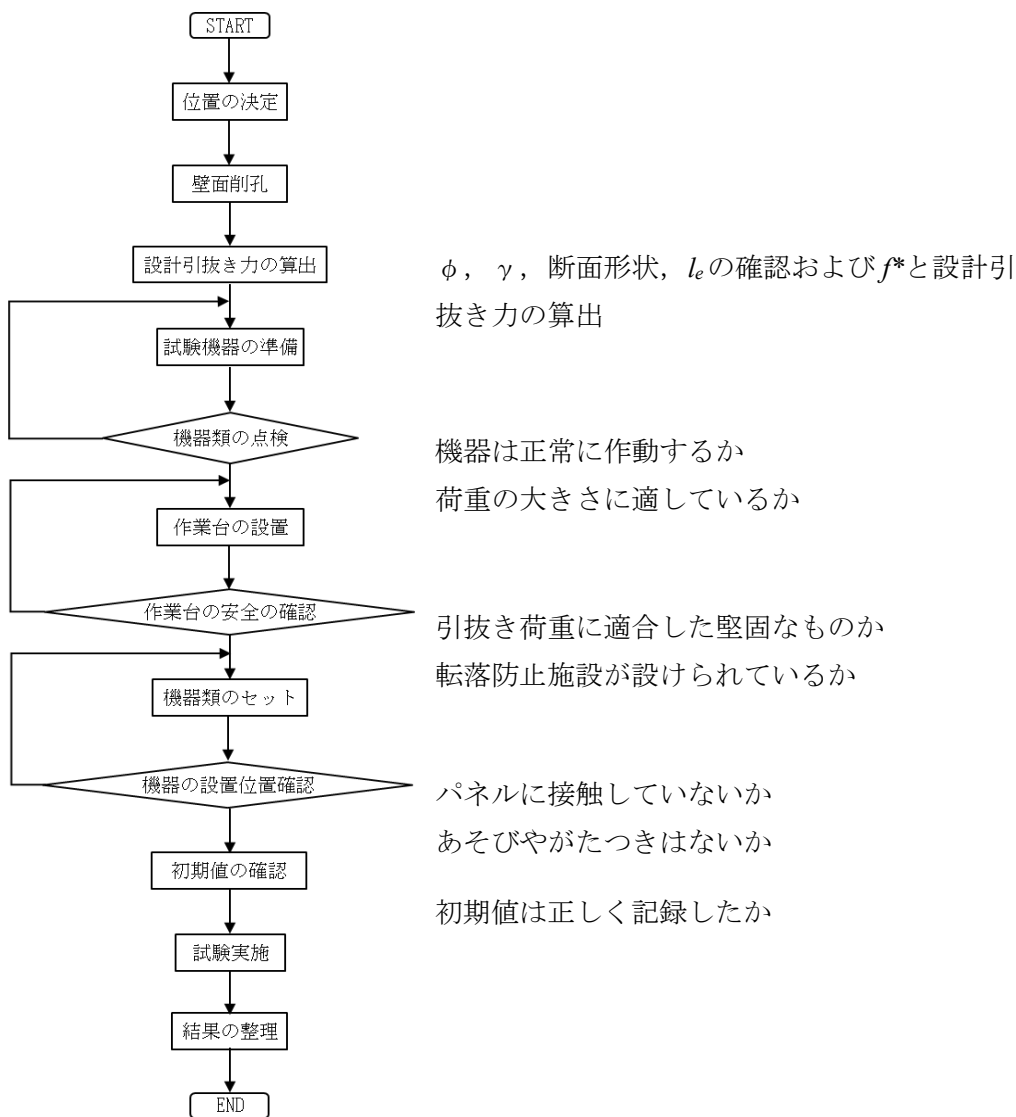 START
位置の決定
壁面削孔
設計引抜き力の算出
φ, γ, 断面形状, leの確認およびf*と設計引
抜き力の算出
試験機器の準備
機器類の点検
機器は正常に作動するか
荷重の大きさに適しているか
作業台の設置
作業台の安全の確認
引抜き荷重に適合した堅固なものか
転落防止施設が設けられているか
機器類のセット
機器の設置位置確認
パネルに接触していないか
あそびやがたつきはないか
初期値の確認
初期値は正しく記録したか
試験実施
結果の整理
END